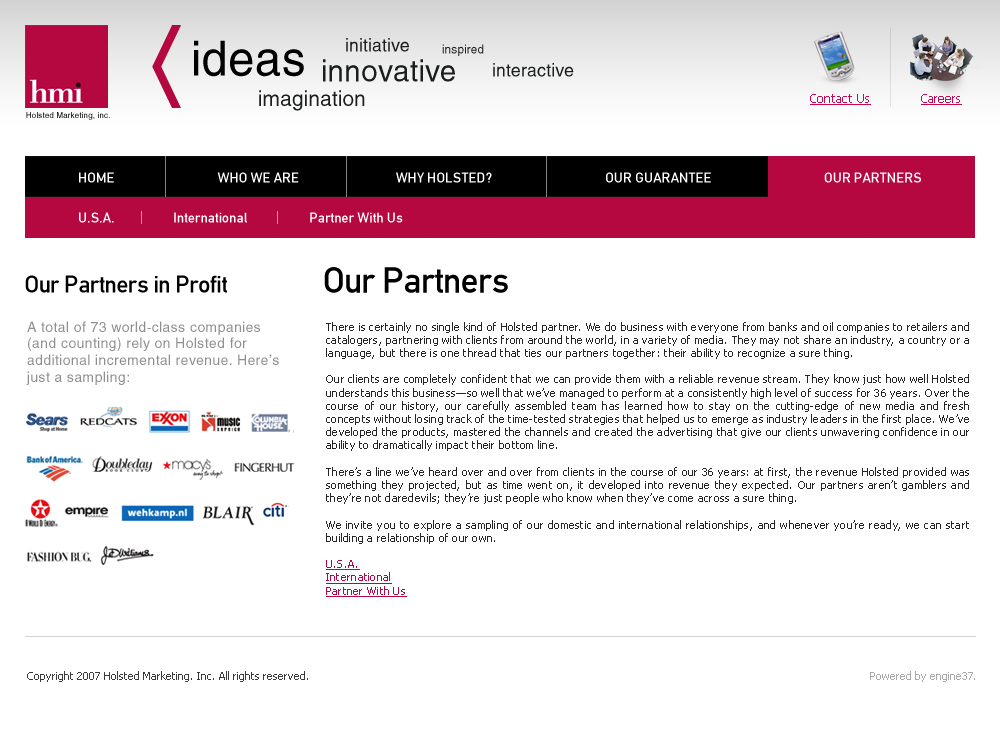 hmi
Holsted Marketing, inc.
ideas
initiative
inspired
innovative
interactive
imagination
Contact Us
Careers
HOME
WHO WE ARE
WHY HOLSTED?
OUR GUARANTEE
OUR PARTNERS
U.S.A.
International
Partner With Us
Our Partners in Profit
A total of 73 world-class companies
(and counting) rely on Holsted for
additional incremental revenue. Here’s
just a sampling:
Sears
Shop at Home
REDCATS
EXXON
MUSIC
SERVICE
COLUMBIA
HOUSE
Bank of America.
Doubleday
macy's
way to shop!
FINGERHUT
empire
wehkamp.nl
BLAIR
citi
FASHION BUG.
Our Partners
There is certainly no single kind of Holsted partner. We do business with everyone from banks and oil companies to retailers and
catalogers, partnering with clients from around the world, in a variety of media. They may not share an industry, a country or a
language, but there is one thread that ties our partners together: their ability to recognize a sure thing.
Our clients are completely confident that we can provide them with a reliable revenue stream. They know just how well Holsted
understands this business—so well that we’ve managed to perform at a consistently high level of success for 36 years. Over the
course of our history, our carefully assembled team has learned how to stay on the cutting-edge of new media and fresh
concepts without losing track of the time-tested strategies that helped us to emerge as industry leaders in the first place. We’ve
developed the products, mastered the channels and created the advertising that give our clients unwavering confidence in our
ability to dramatically impact their bottom line.
There’s a line we’ve heard over and over from clients in the course of our 36 years: at first, the revenue Holsted provided was
something they projected, but as time went on, it developed into revenue they expected. Our partners aren’t gamblers and
they’re not daredevils; they’re just people who know when they’ve come across a sure thing.
We invite you to explore a sampling of our domestic and international relationships, and whenever you’re ready, we can start
building a relationship of our own.
U.S.A.
International
Partner With Us
Copyright 2007 Holsted Marketing. Inc. All rights reserved.
Powered by engine37.